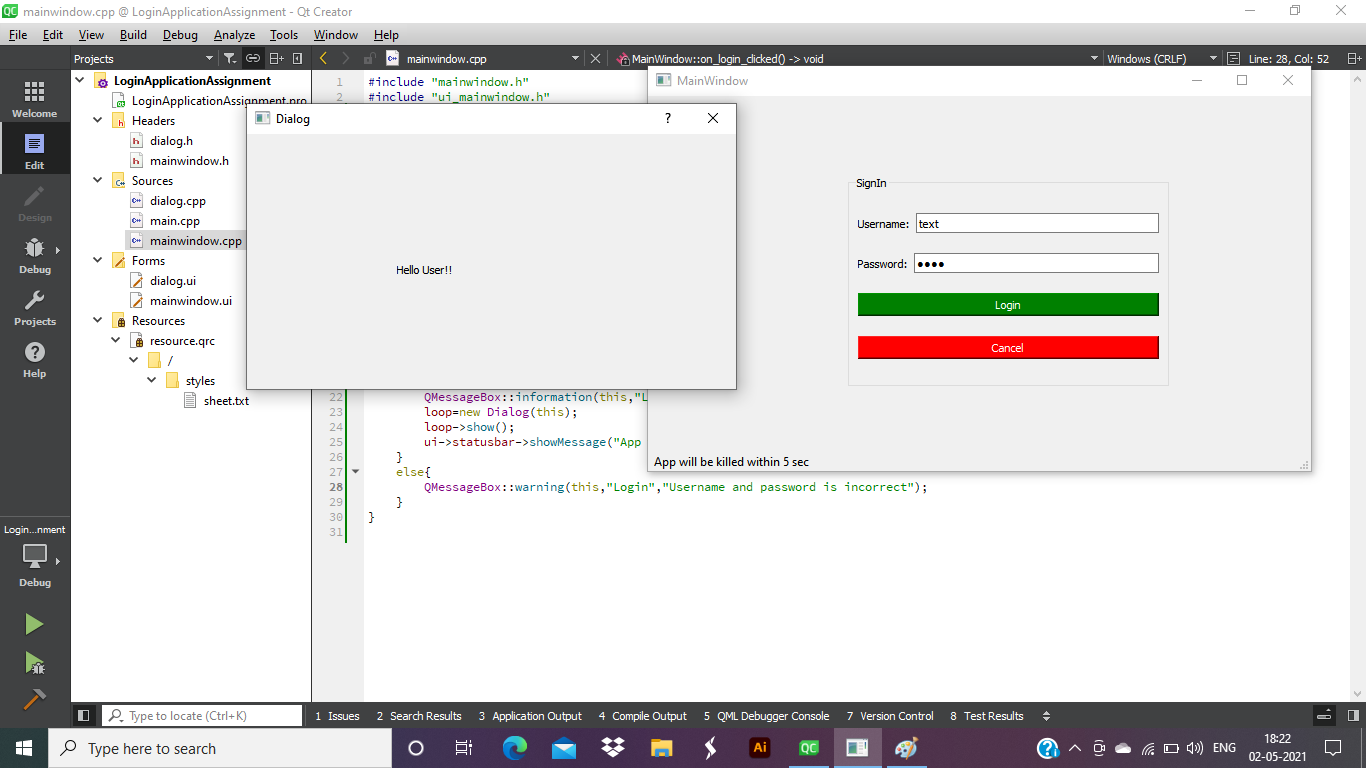 QC mainwindow.cpp @ LoginApplicationAssignment - Qt Creator
File Edit View Build Debug Analyze Tools Window Help
Projects
mainwindow.cpp
MainWindow::on_login_clicked() -> void
Windows (CRLF)
Line: 28, Col: 52
Welcome
Edit
Design
Debug
Projects
Help
Login...nment
Debug
LoginApplicationAssignment
LoginApplicationAssignment.pro
Headers
dialog.h
mainwindow.h
Sources
dialog.cpp
main.cpp
mainwindow.cpp
Forms
dialog.ui
mainwindow.ui
Resources
resource.qrc
/
styles
sheet.txt
1 #include "mainwindow.h"
2 #include "ui_mainwindow.h"
Dialog
?
Hello User!!
MainWindow
SignIn
Username: text
Password: ●●●●
Login
Cancel
App will be killed within 5 sec
22 QMessageBox::information(this,"L
23 loop=new Dialog(this);
24 loop->show();
25 ui->statusbar->showMessage("App
26 }
27 else{
28 QMessageBox::warning(this,"Login","Username and password is incorrect");
29 }
30 }
31
Type to locate (Ctrl+K)
1 Issues 2 Search Results 3 Application Output 4 Compile Output 5 QML Debugger Console 7 Version Control 8 Test Results
Type here to search
Ai
QC
?
ENG
18:22
02-05-2021